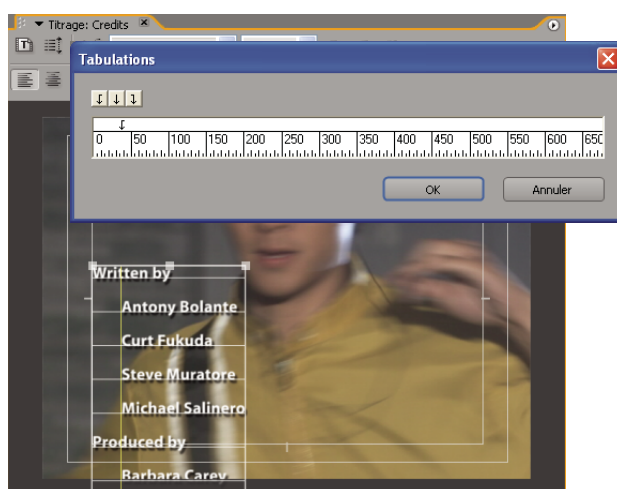 Titrage: Credits
Tabulations
0 50 100 150 200 250 300 350 400 450 500 550 600 650
OK Annuler
Written by
Antony Bolante
Curt Fukuda
Steve Muratore
Michael Salinero
Produced by
Barbara Carey